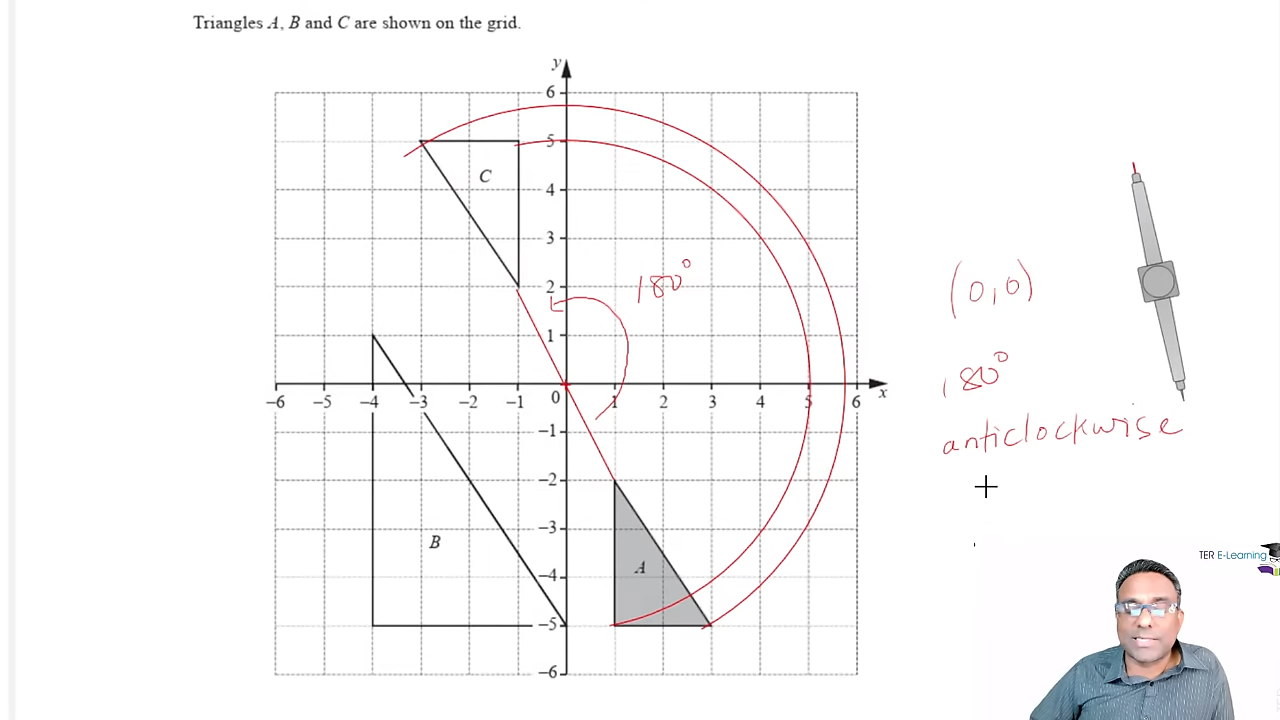 Triangles A, B and C are shown on the grid.
y
6
5
C
4
3
2
180°
1
(0,0)
−6 −5 −4 −3 −2 −1 0 1 2 3 4 5 6 x
180°
−1
anticlockwise
−2
−3
B
A
−4
−5
−6
TER E-Learning